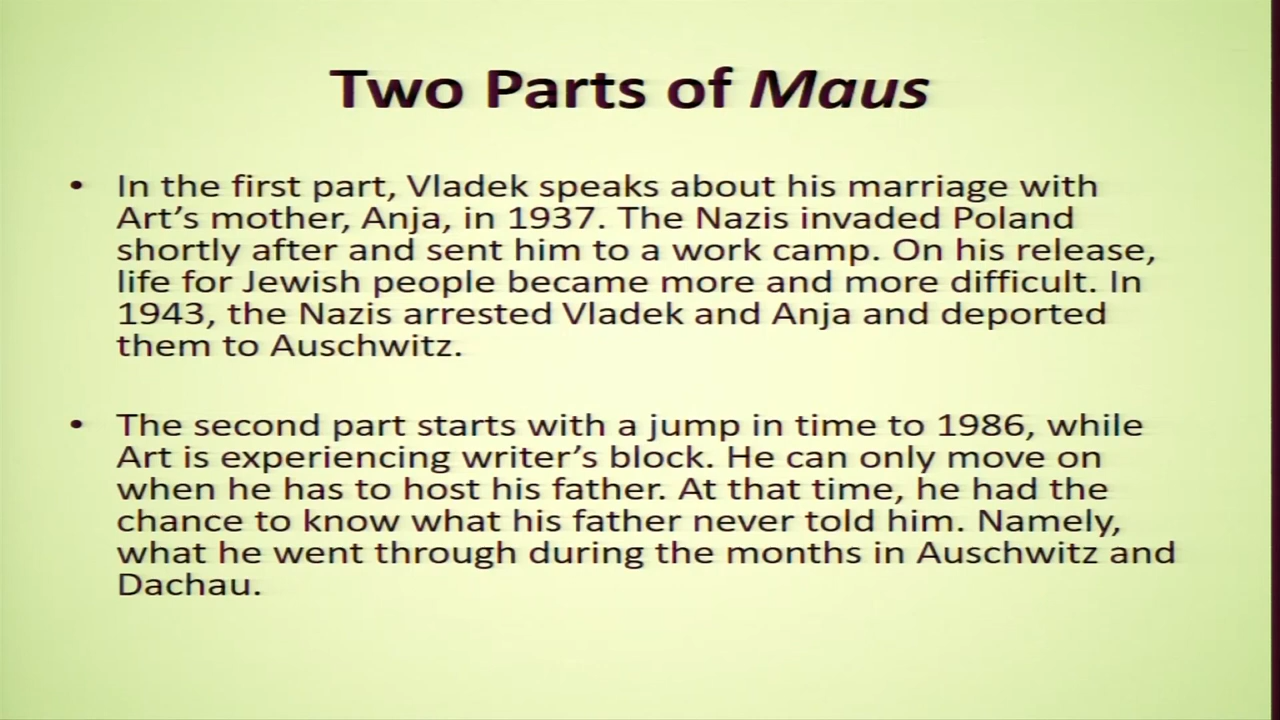 Two Parts of Maus
• In the first part, Vladek speaks about his marriage with
Art’s mother, Anja, in 1937. The Nazis invaded Poland
shortly after and sent him to a work camp. On his release,
life for Jewish people became more and more difficult. In
1943, the Nazis arrested Vladek and Anja and deported
them to Auschwitz.
• The second part starts with a jump in time to 1986, while
Art is experiencing writer’s block. He can only move on
when he has to host his father. At that time, he had the
chance to know what his father never told him. Namely,
what he went through during the months in Auschwitz and
Dachau.